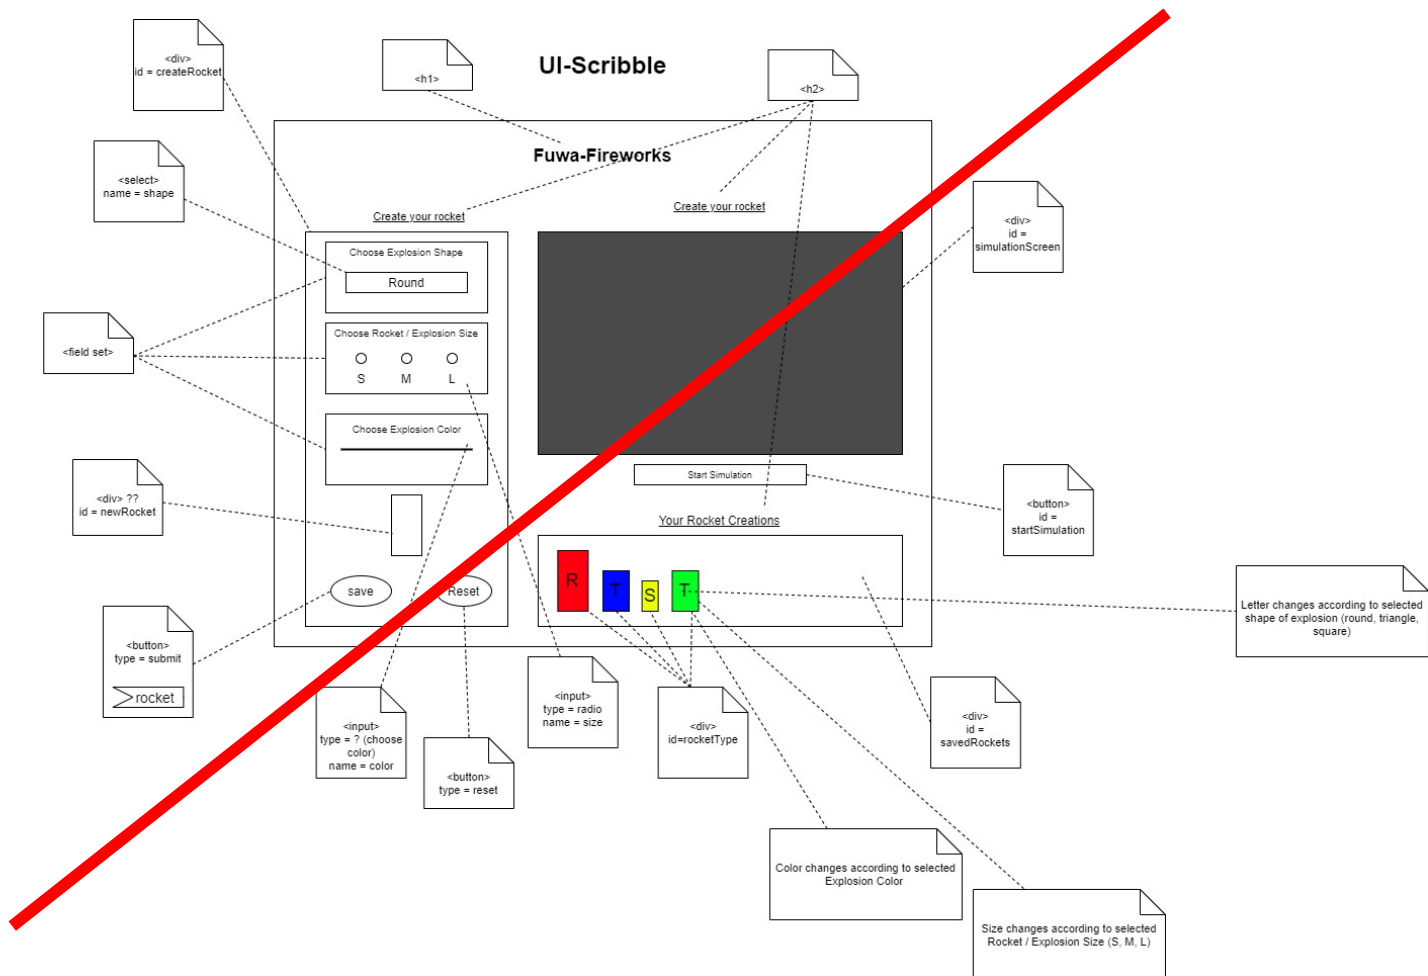 UI-Scribble
<div>
id = createRocket
<h1>
<h2>
Fuwa-Fireworks
<select>
name = shape
Create your rocket
Create your rocket
<div>
id =
simulationScreen
Choose Explosion Shape
Round
<field set>
Choose Rocket / Explosion Size
S M L
Choose Explosion Color
Start Simulation
<div> ??
id = newRocket
<button>
id =
startSimulation
Your Rocket Creations
R T S T
save Reset
Letter changes according to selected
shape of explosion (round, triangle,
square)
<button>
type = submit
rocket
<input>
type = ? (choose
color)
name = color
<button>
type = reset
<input>
type = radio
name = size
<div>
id=rocketType
<div>
id =
savedRockets
Color changes according to selected
Explosion Color
Size changes according to selected
Rocket / Explosion Size (S, M, L)